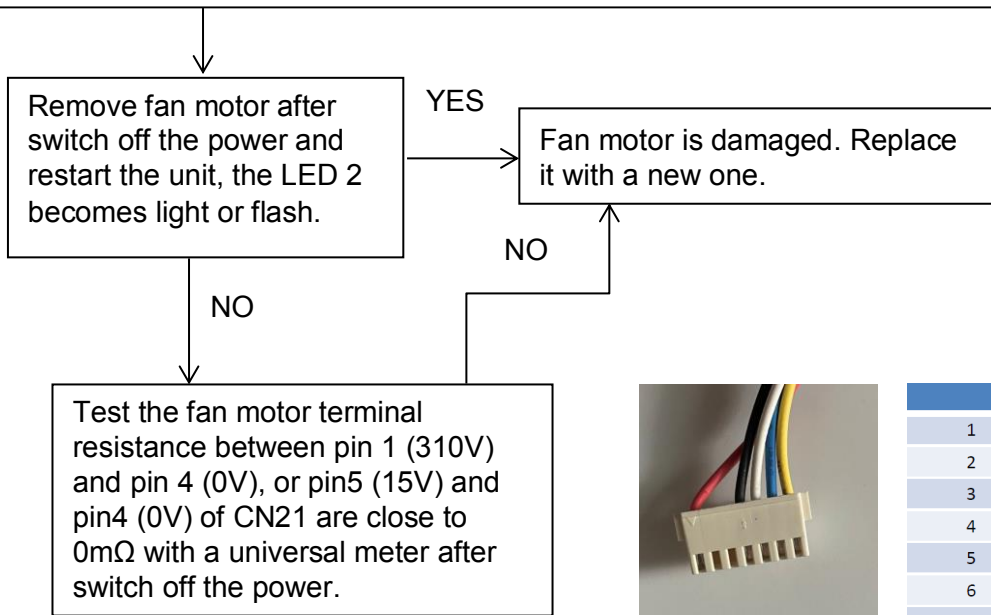 Remove fan motor after
switch off the power and
restart the unit, the LED 2
becomes light or flash.
YES
Fan motor is damaged. Replace
it with a new one.
NO
NO
Test the fan motor terminal
resistance between pin 1 (310V)
and pin 4 (0V), or pin5 (15V) and
pin4 (0V) of CN21 are close to
0mΩ with a universal meter after
switch off the power.
1
2
3
4
5
6